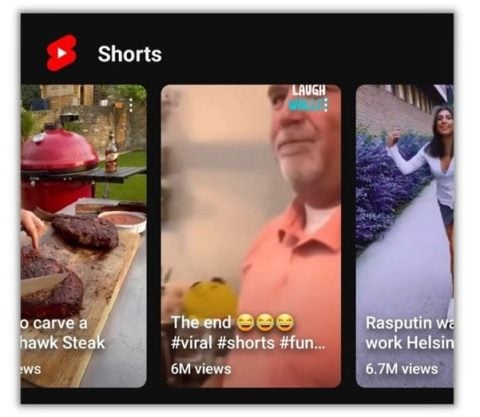 Shorts
LAUGH
o carve a
hawk Steak
ews
The end 😆😆😆
#viral #shorts #fun...
6M views
Rasputin wa
work Helsin
6.7M views